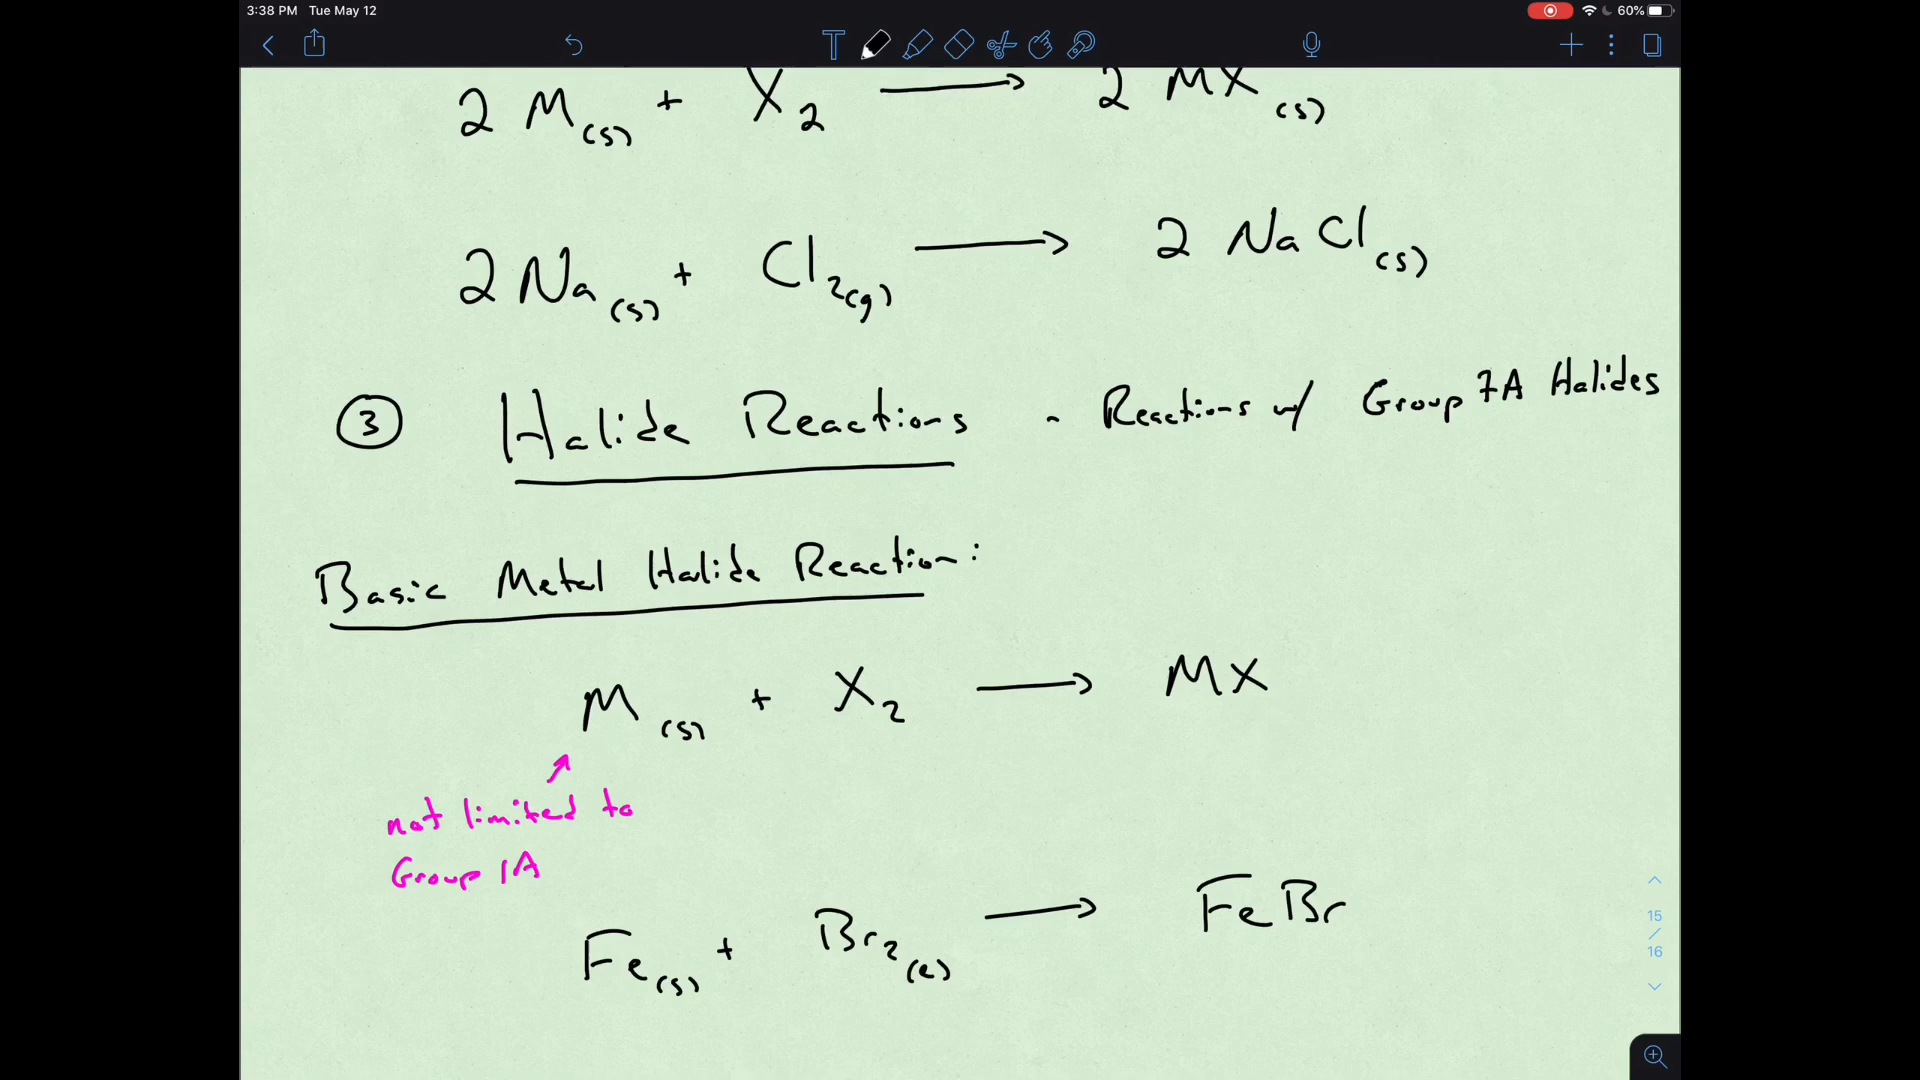 3:38 PM Tue May 12
60%
2 M(s) + X2 → 2 MX(s)
2 Na(s) + Cl2(g) → 2 NaCl(s)
3 Halide Reactions - Reactions w/ Group 7A Halides
Basic Metal Halide Reaction:
M(s) + X2 → MX
not limited to
Group 1A
Fe(s) + Br2(l) → FeBr
15
/
16